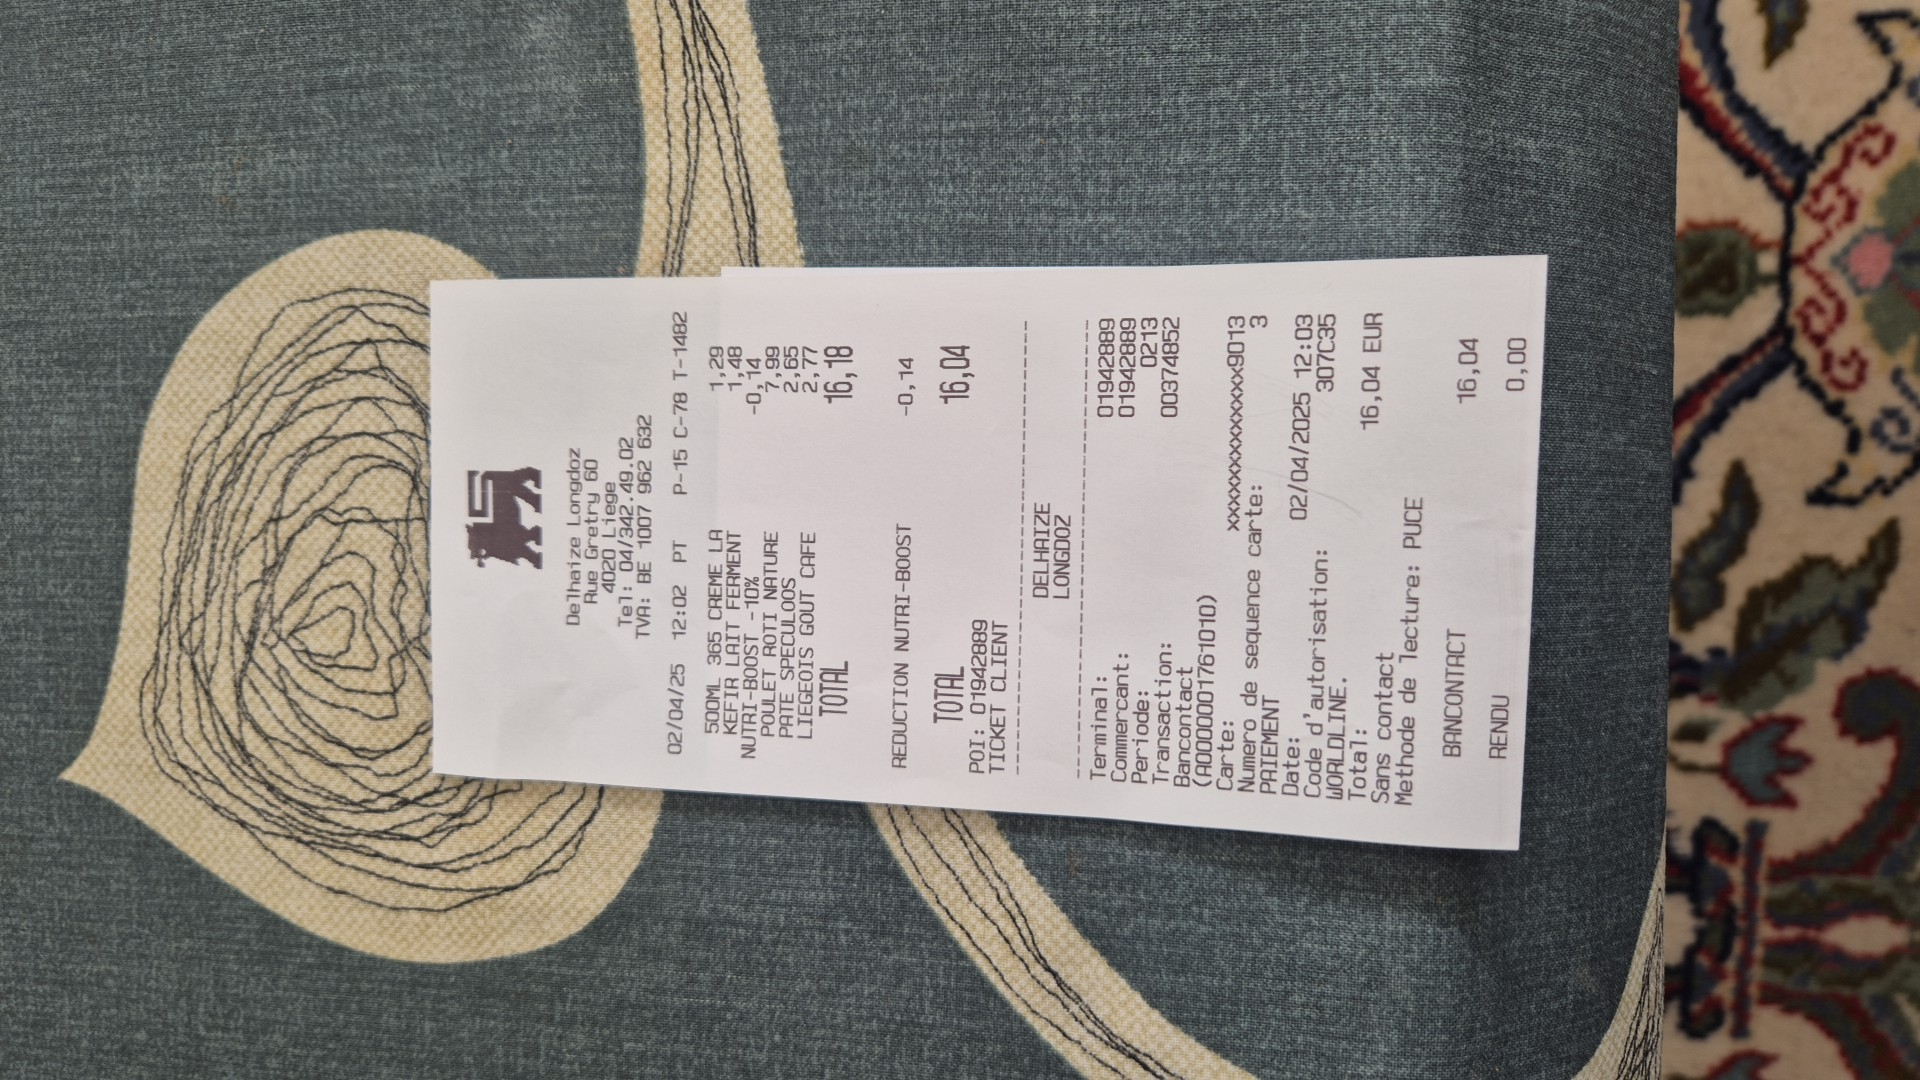 Delhaize Longdoz
Rue Gretry 60
4020 Liege
Tel: 04/342.49.02
TVA: BE 1007 962 632
02/04/25 12:02 PT P-15 C-78 T-1482
500ML 365 CREME LA 1,29
KEFIR LAIT FERMENT 1,48
NUTRI-BOOST -10% -0,14
POULET ROTI NATURE 7,99
PATE SPECULOOS 2,65
LIEGEOIS GOUT CAFE 2,77
TOTAL 16,18
REDUCTION NUTRI-BOOST -0,14
TOTAL 16,04
POI: 01942889
TICKET CLIENT
DELHAIZE
LONGDOZ
Terminal: 01942889
Commercant: 01942889
Periode: 0213
Transaction: 00374852
Bancontact
(A0000001761010)
Carte: xxxxxxxxxxxxxxx9013
Numero de sequence carte: 3
PAIEMENT
Date: 02/04/2025 12:03
Code d'autorisation: 307C35
WORLDLINE.
Total: 16,04 EUR
Sans contact
Methode de lecture: PUCE
BANCONTACT 16,04
RENDU 0,00